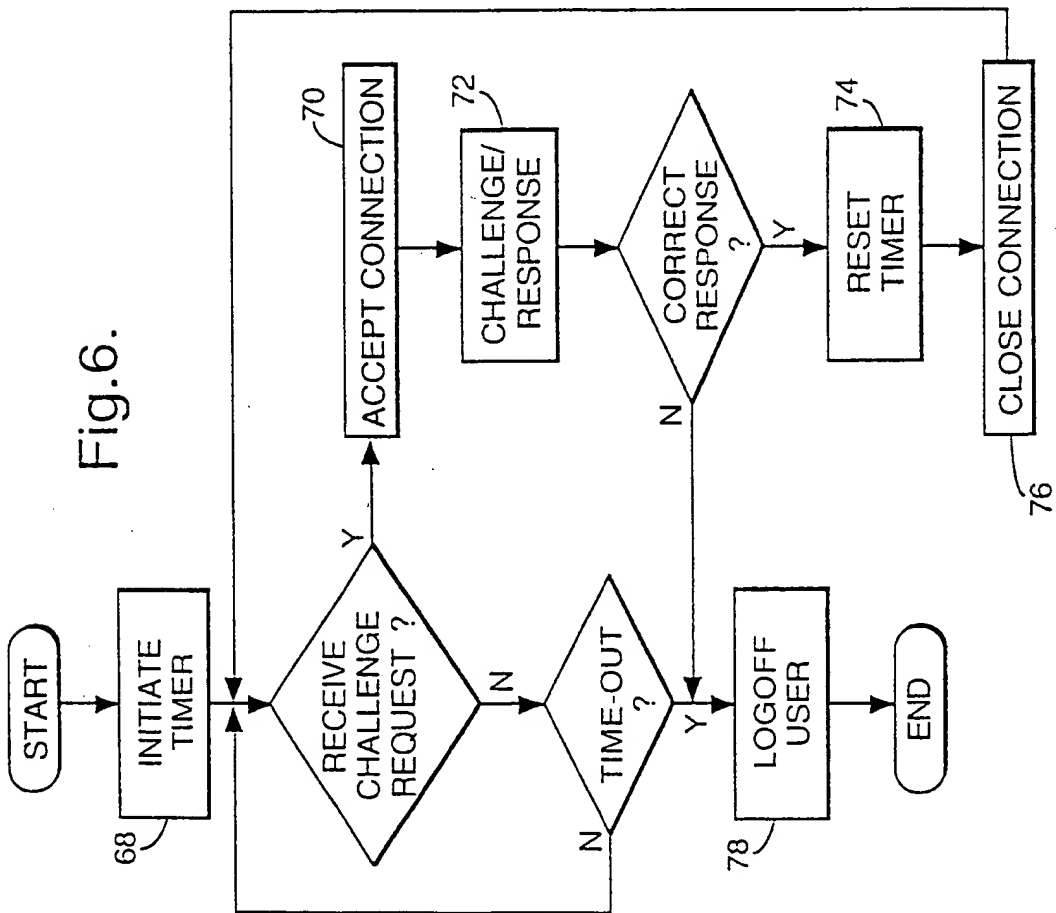 Fig.6.
START
INITIATE
TIMER
68
RECEIVE
CHALLENGE
REQUEST ?
Y
N
TIME-OUT
?
N
Y
LOGOFF
USER
78
END
ACCEPT CONNECTION
70
CHALLENGE/
RESPONSE
72
CORRECT
RESPONSE
?
N
Y
RESET
TIMER
74
CLOSE CONNECTION
76